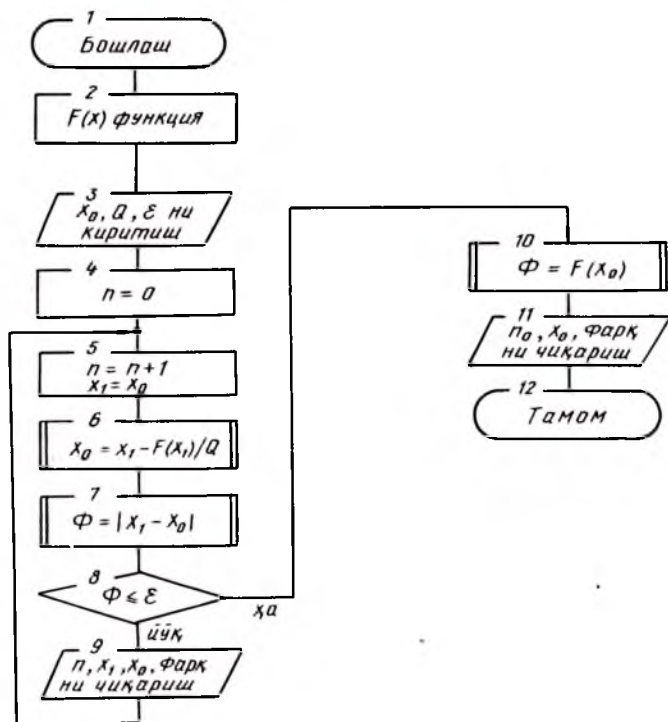 1
Бошлаш
2
F(x) функция
3
x₀, Q, Ɛ ни
киритиш
4
n = 0
5
n = n+1
x₁ = x₀
6
x₀ = x₁ – F(x₁)/Q
7
Ф = | x₁ – x₀|
8
Ф ≤ Ɛ
ҳа
йўқ
9
n, x₁, x₀, Фарқ
ни чиқариш
10
Ф = F(x₀)
11
n₀, x₀, Фарқ
ни чиқариш
12
Тамом